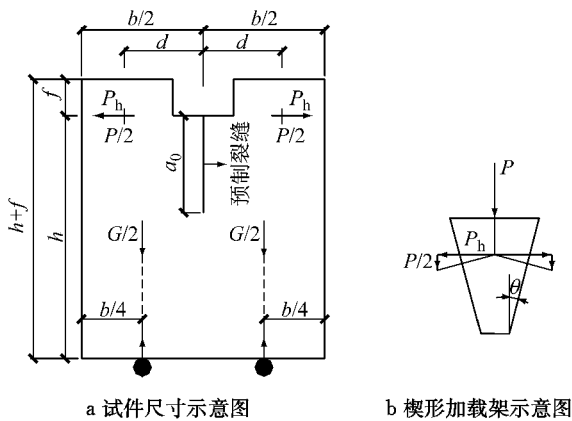 b/2 b/2
d d
f
P_h P_h
P/2 P/2
a_0
预制裂缝
h+f
h
G/2 G/2
b/4 b/4
a 试件尺寸示意图
P
P_h
P/2
θ
b 楔形加载架示意图